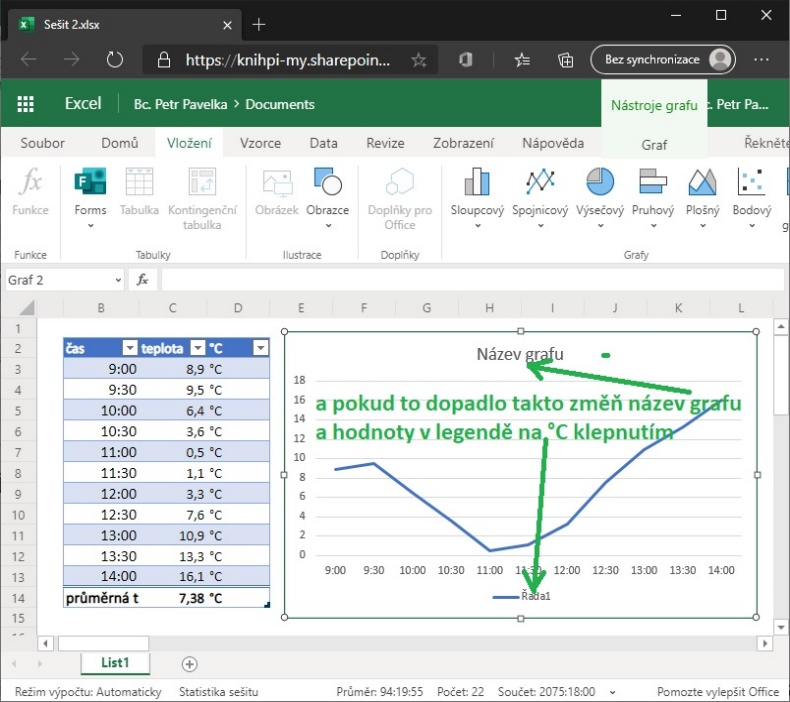 Sešit 2.xlsx
https://knihpi-my.sharepoin...
Bez synchronizace
Excel Bc. Petr Pavelka > Documents Nástroje grafu c. Petr Pa...
Soubor Domů Vložení Vzorce Data Revize Zobrazení Nápověda Graf Řekněte
Funkce Forms Tabulka Kontingenční tabulka Obrázek Obrazce Doplňky pro Office Sloupcový Spojnicový Výsečový Pruhový Plošný Bodový
Funkce Tabulky Ilustrace Doplňky Grafy
Graf 2 fx
B C D E F G H I J K L
1
2 čas teplota °C
3 9:00 8,9 °C
4 9:30 9,5 °C
5 10:00 6,4 °C
6 10:30 3,6 °C
7 11:00 0,5 °C
8 11:30 1,1 °C
9 12:00 3,3 °C
10 12:30 7,6 °C
11 13:00 10,9 °C
12 13:30 13,3 °C
13 14:00 16,1 °C
14 průměrná t 7,38 °C
15
Název grafu
a pokud to dopadlo takto změň název grafu
a hodnoty v legendě na °C klepnutím
18
16
14
12
10
8
6
4
2
0
9:00 9:30 10:00 10:30 11:00 11:30 12:00 12:30 13:00 13:30 14:00
Řada1
List1
Režim výpočtu: Automaticky Statistika sešitu Průměr: 94:19:55 Počet: 22 Součet: 2075:18:00 Pomozte vylepšit Office